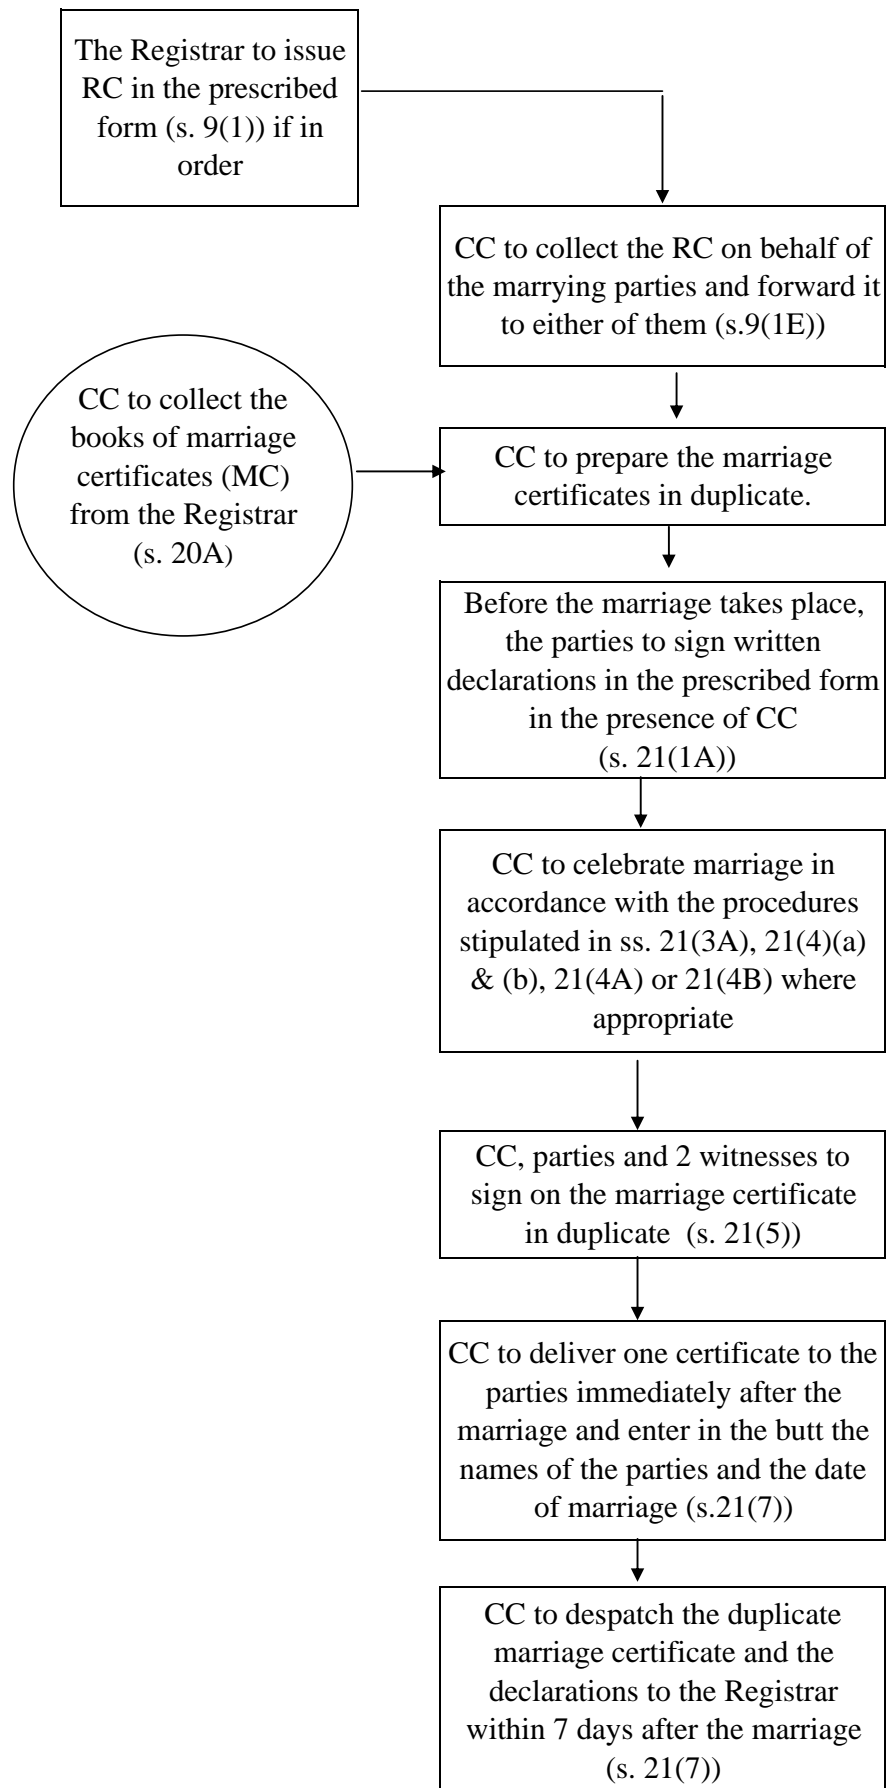 The Registrar to issue
RC in the prescribed
form (s. 9(1)) if in
order
CC to collect the RC on behalf of
the marrying parties and forward it
to either of them (s.9(1E))
CC to collect the
books of marriage
certificates (MC)
from the Registrar
(s. 20A)
CC to prepare the marriage
certificates in duplicate.
Before the marriage takes place,
the parties to sign written
declarations in the prescribed form
in the presence of CC
(s. 21(1A))
CC to celebrate marriage in
accordance with the procedures
stipulated in ss. 21(3A), 21(4)(a)
& (b), 21(4A) or 21(4B) where
appropriate
CC, parties and 2 witnesses to
sign on the marriage certificate
in duplicate (s. 21(5))
CC to deliver one certificate to the
parties immediately after the
marriage and enter in the butt the
names of the parties and the date
of marriage (s.21(7))
CC to despatch the duplicate
marriage certificate and the
declarations to the Registrar
within 7 days after the marriage
(s. 21(7))